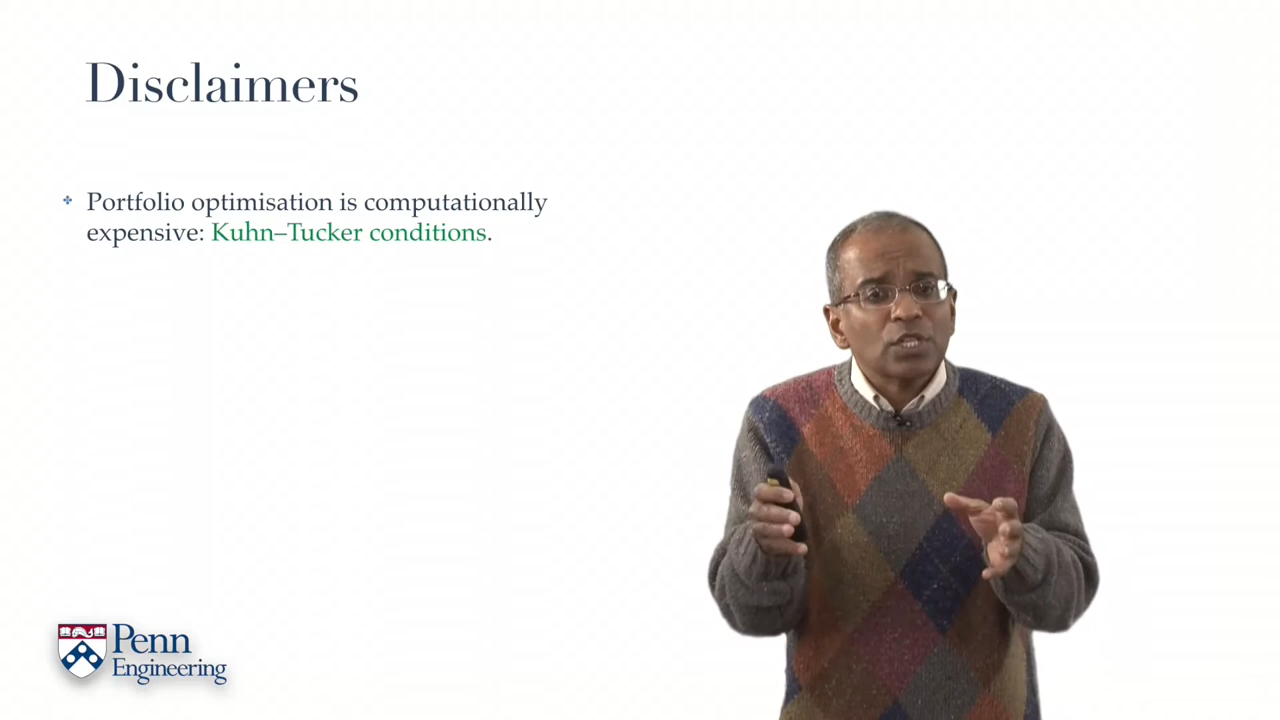 Disclaimers
Portfolio optimisation is computationally
expensive: Kuhn–Tucker conditions.
Penn
Engineering